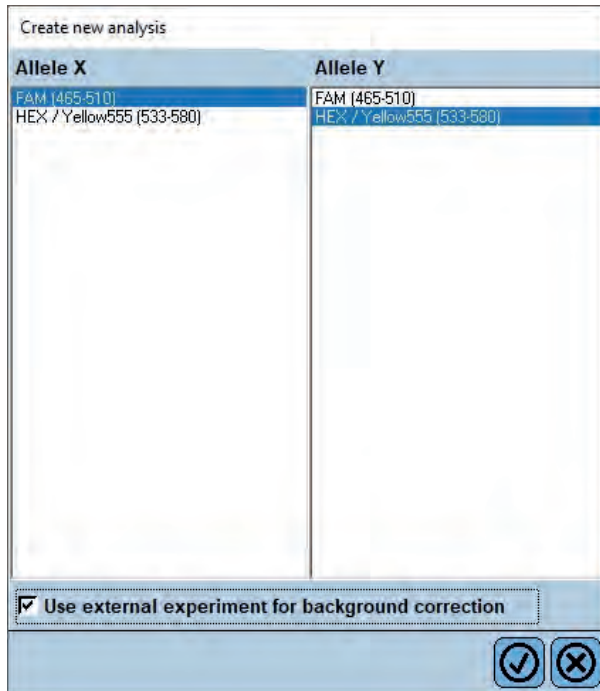 Create new analysis
Allele X
Allele Y
FAM (465-510)
HEX / Yellow555 (533-580)
FAM (465-510)
HEX / Yellow555 (533-580)
Use external experiment for background correction